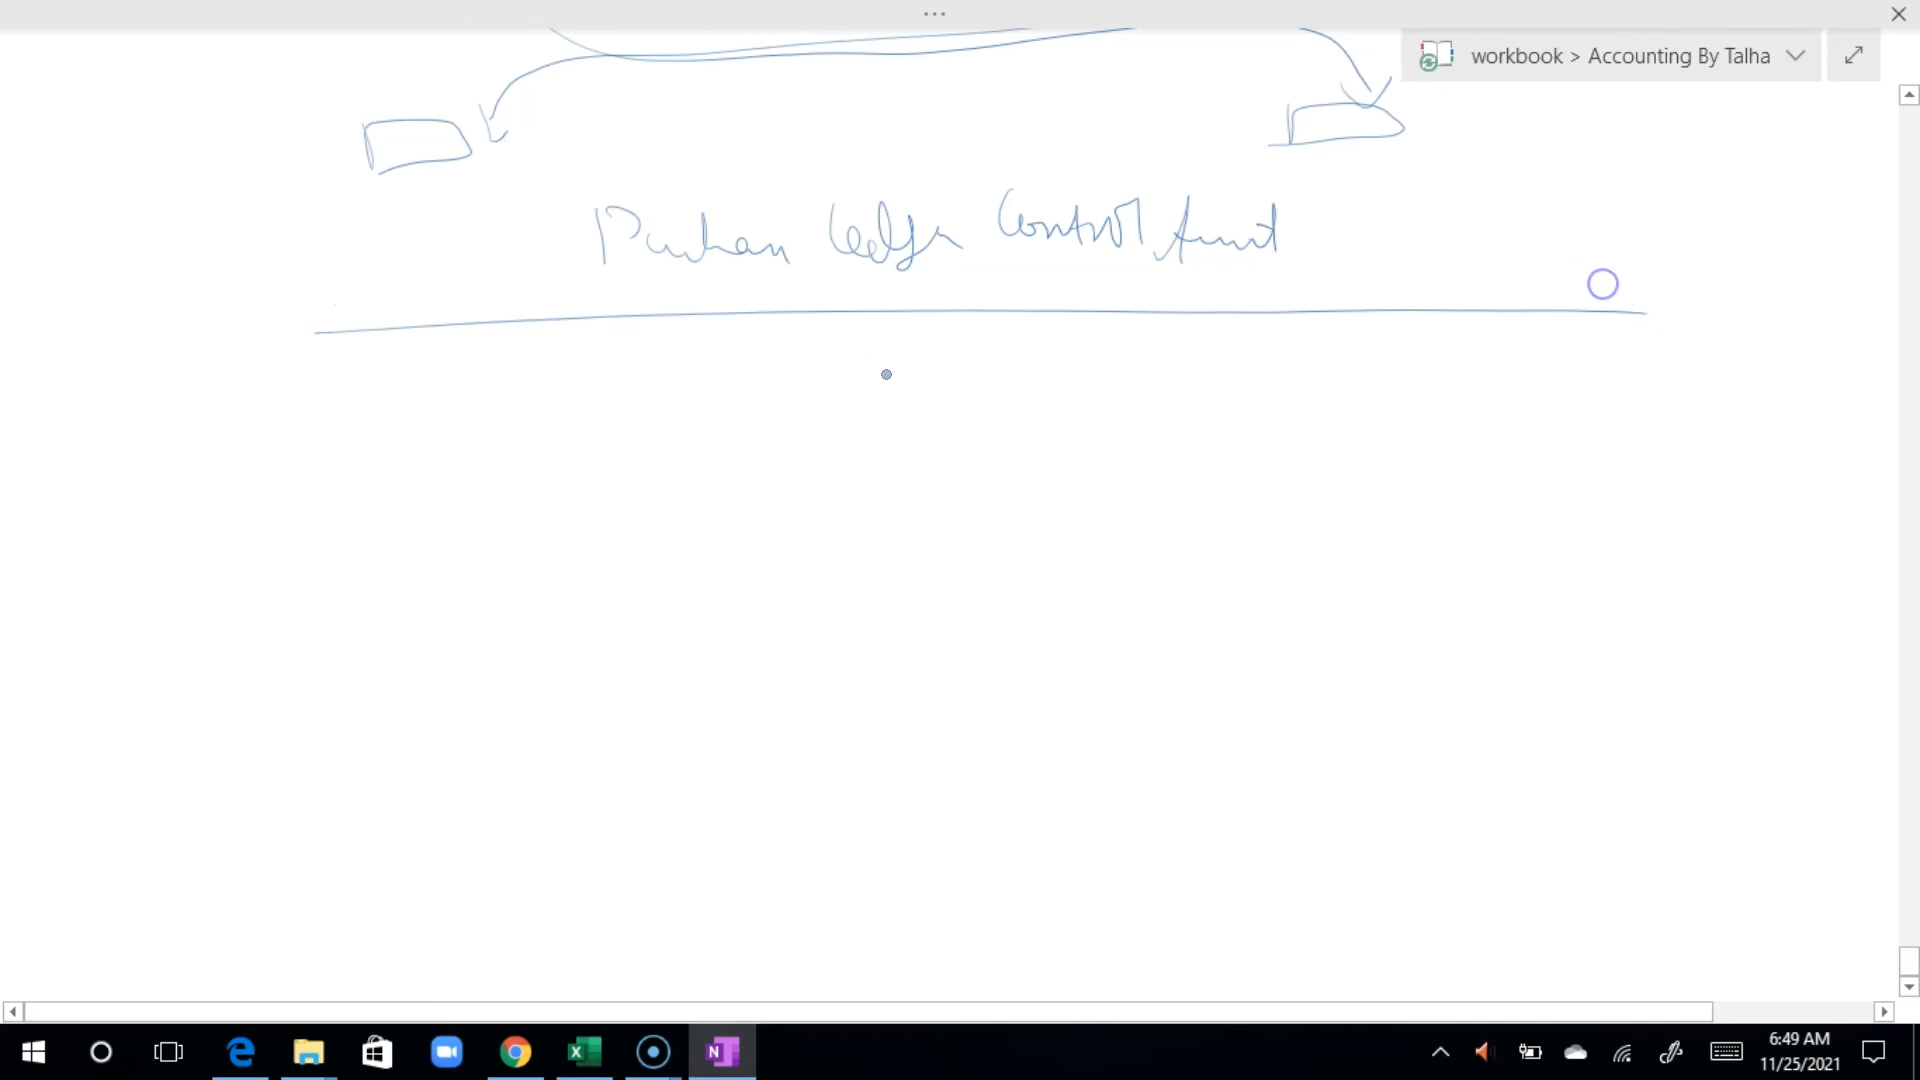 workbook > Accounting By Talha
Purchase Ledger Control Account
6:49 AM
11/25/2021